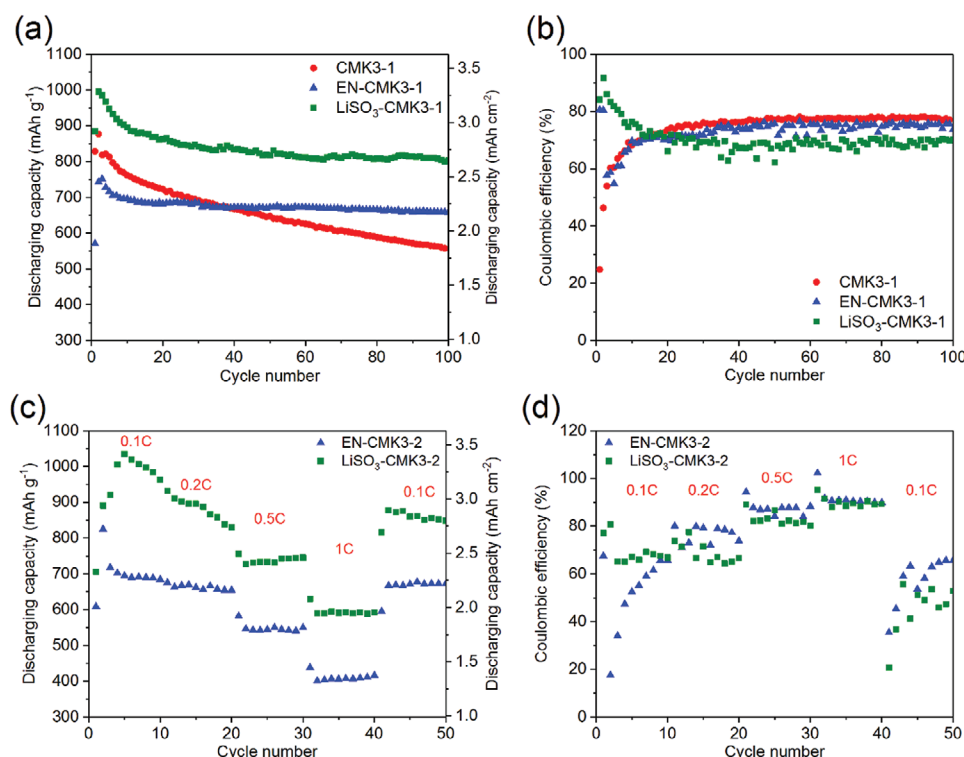 (a)
1100
1000
900
800
700
600
500
400
300
Discharging capacity (mAh g⁻¹)
CMK3-1
EN-CMK3-1
LiSO₃-CMK3-1
3.5
3.0
2.5
2.0
1.5
1.0
Discharging capacity (mAh cm⁻²)
0 20 40 60 80 100
Cycle number
(b)
100
80
60
40
20
0
Coulombic efficiency (%)
CMK3-1
EN-CMK3-1
LiSO₃-CMK3-1
0 20 40 60 80 100
Cycle number
(c)
1100
1000
900
800
700
600
500
400
300
Discharging capacity (mAh g⁻¹)
EN-CMK3-2
LiSO₃-CMK3-2
0.1C
0.2C
0.5C
1C
0.1C
3.5
3.0
2.5
2.0
1.5
1.0
Discharging capacity (mAh cm⁻²)
0 10 20 30 40 50
Cycle number
(d)
120
100
80
60
40
20
0
Coulombic efficiency (%)
EN-CMK3-2
LiSO₃-CMK3-2
0.1C
0.2C
0.5C
1C
0.1C
0 10 20 30 40 50
Cycle number